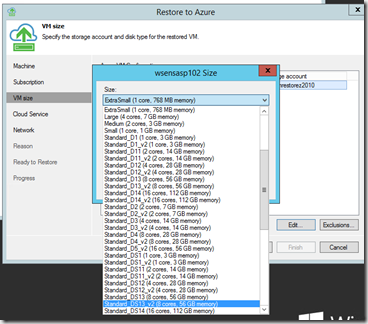 Restore to Azure
VM size
Specify the storage account and disk type for the restored VM.
Machine
Subscription
VM size
Cloud Service
Network
Reason
Ready to Restore
Progress
wsensasp102 Size
Size:
ExtraSmall (1 core, 768 MB memory)
ExtraSmall (1 core, 768 MB memory)
Large (4 cores, 7 GB memory)
Medium (2 cores, 3 GB memory)
Small (1 core, 1 GB memory)
Standard_D1 (1 core, 3 GB memory)
Standard_D1_v2 (1 core, 3 GB memory)
Standard_D11 (2 cores, 14 GB memory)
Standard_D11_v2 (2 cores, 14 GB memory)
Standard_D12 (4 cores, 28 GB memory)
Standard_D12_v2 (4 cores, 28 GB memory)
Standard_D13 (8 cores, 56 GB memory)
Standard_D13_v2 (8 cores, 56 GB memory)
Standard_D14 (16 cores, 112 GB memory)
Standard_D14_v2 (16 cores, 112 GB memory)
Standard_D2 (2 cores, 7 GB memory)
Standard_D2_v2 (2 cores, 7 GB memory)
Standard_D3 (4 cores, 14 GB memory)
Standard_D3_v2 (4 cores, 14 GB memory)
Standard_D4 (8 cores, 28 GB memory)
Standard_D4_v2 (8 cores, 28 GB memory)
Standard_D5_v2 (16 cores, 56 GB memory)
Standard_DS1 (1 core, 3 GB memory)
Standard_DS1_v2 (1 core, 3 GB memory)
Standard_DS11 (2 cores, 14 GB memory)
Standard_DS11_v2 (2 cores, 14 GB memory)
Standard_DS12 (4 cores, 28 GB memory)
Standard_DS12_v2 (4 cores, 28 GB memory)
Standard_DS13 (8 cores, 56 GB memory)
Standard_DS13_v2 (8 cores, 56 GB memory)
Standard_DS14 (16 cores, 112 GB memory)
age account
nrestorez2010
Edit...
Exclusions...
Finish
Cancel